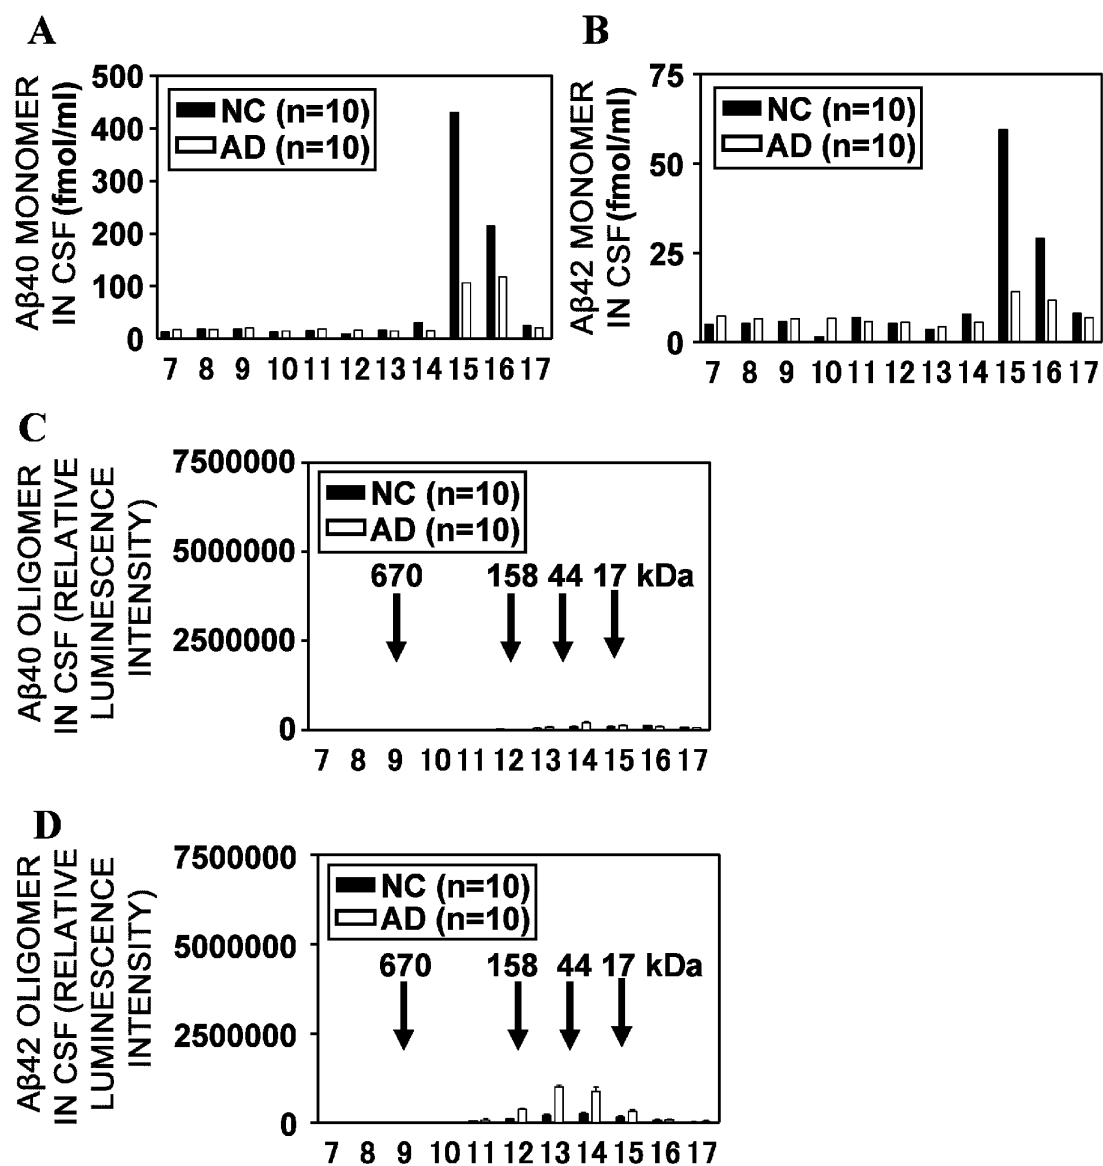 A
Aβ40 MONOMER
IN CSF (fmol/ml)
500
400
300
200
100
0
NC (n=10)
AD (n=10)
7 8 9 10 11 12 13 14 15 16 17
B
Aβ42 MONOMER
IN CSF (fmol/ml)
75
50
25
0
NC (n=10)
AD (n=10)
7 8 9 10 11 12 13 14 15 16 17
C
Aβ40 OLIGOMER
IN CSF (RELATIVE
LUMINESCENCE
INTENSITY)
7500000
5000000
2500000
0
NC (n=10)
AD (n=10)
670 158 44 17 kDa
7 8 9 10 11 12 13 14 15 16 17
D
Aβ42 OLIGOMER
IN CSF (RELATIVE
LUMINESCENCE
INTENSITY)
7500000
5000000
2500000
0
NC (n=10)
AD (n=10)
670 158 44 17 kDa
7 8 9 10 11 12 13 14 15 16 17